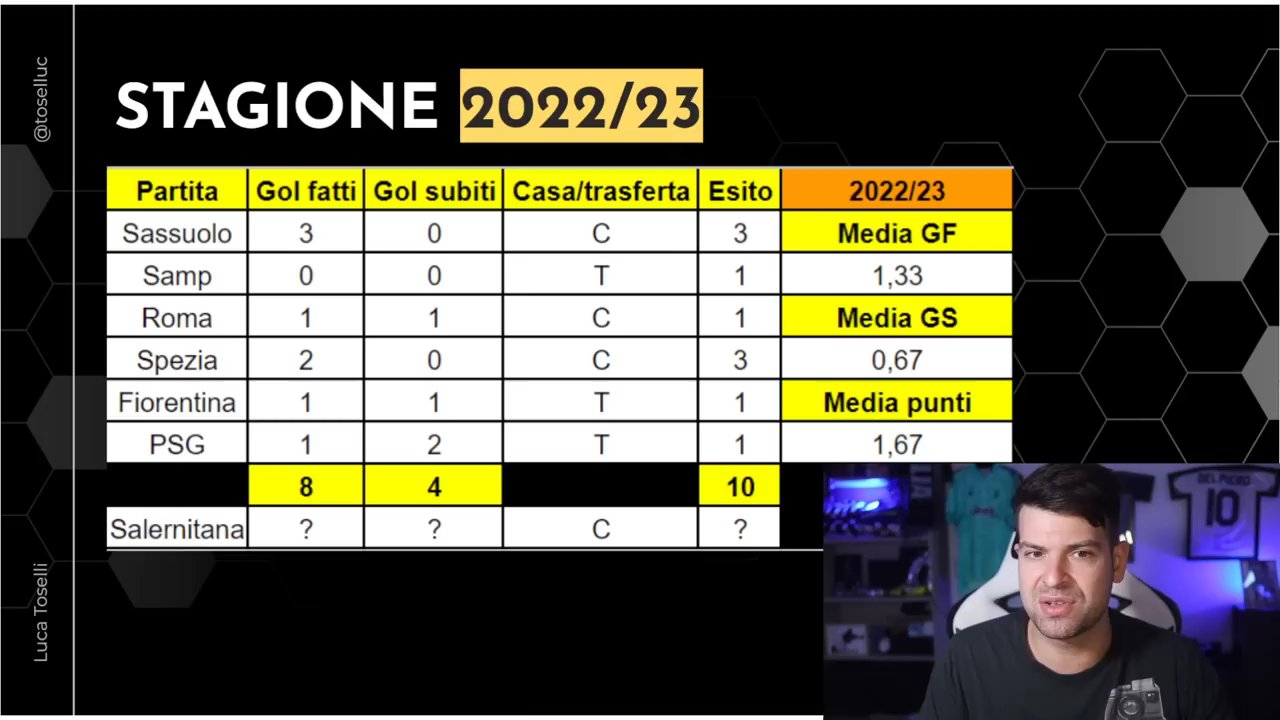 @toselluc
Luca Toselli
STAGIONE 2022/23
Partita Gol fatti Gol subiti Casa/trasferta Esito 2022/23
Sassuolo 3 0 C 3 Media GF
Samp 0 0 T 1 1,33
Roma 1 1 C 1 Media GS
Spezia 2 0 C 3 0,67
Fiorentina 1 1 T 1 Media punti
PSG 1 2 T 1 1,67
8 4 10
Salernitana ? ? C ?
DEL PIERO
10